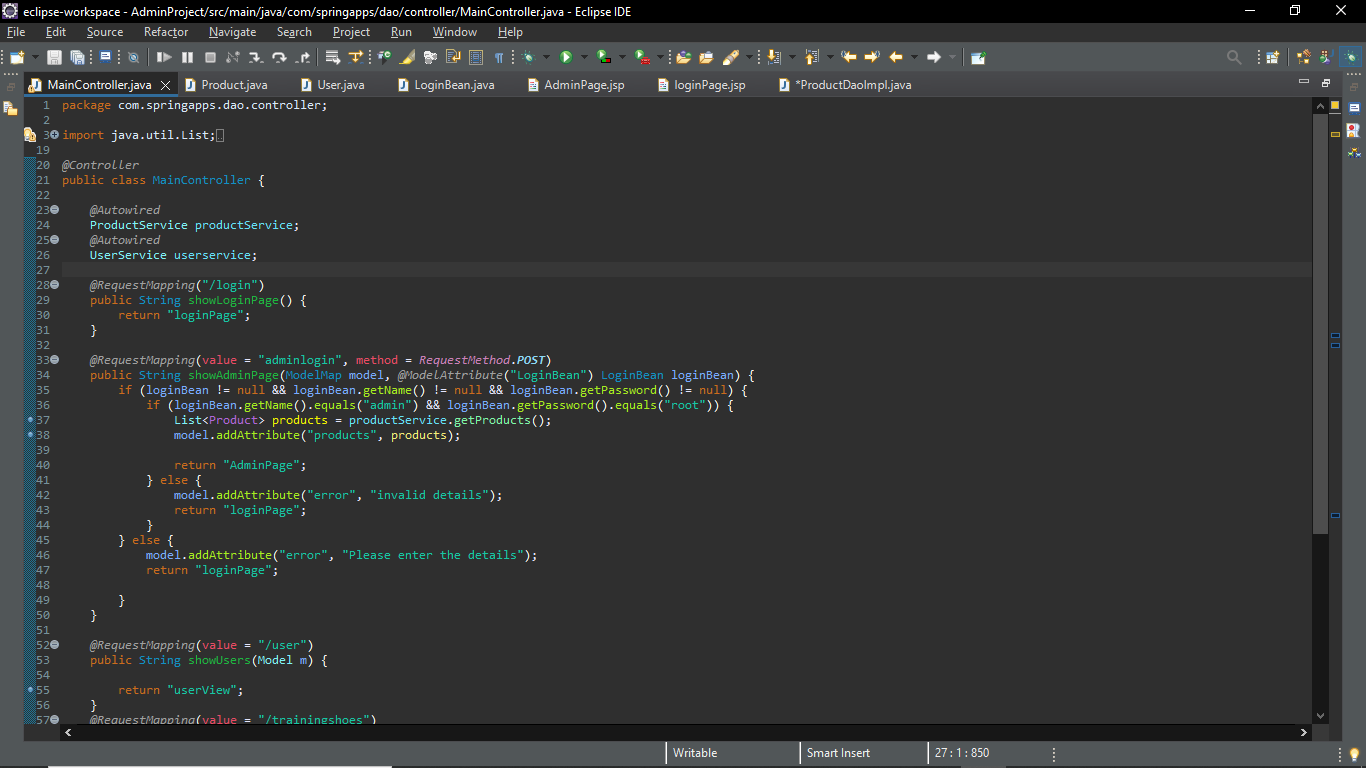 eclipse-workspace - AdminProject/src/main/java/com/springapps/dao/controller/MainController.java - Eclipse IDE
File Edit Source Refactor Navigate Search Project Run Window Help
MainController.java Product.java User.java LoginBean.java AdminPage.jsp loginPage.jsp *ProductDaoImpl.java
1 package com.springapps.dao.controller;
2
3 import java.util.List;
19
20 @Controller
21 public class MainController {
22
23 @Autowired
24 ProductService productService;
25 @Autowired
26 UserService userservice;
27
28 @RequestMapping("/login")
29 public String showLoginPage() {
30 return "loginPage";
31 }
32
33 @RequestMapping(value = "adminlogin", method = RequestMethod.POST)
34 public String showAdminPage(ModelMap model, @ModelAttribute("LoginBean") LoginBean loginBean) {
35 if (loginBean != null && loginBean.getName() != null && loginBean.getPassword() != null) {
36 if (loginBean.getName().equals("admin") && loginBean.getPassword().equals("root")) {
37 List<Product> products = productService.getProducts();
38 model.addAttribute("products", products);
39
40 return "AdminPage";
41 } else {
42 model.addAttribute("error", "invalid details");
43 return "loginPage";
44 }
45 } else {
46 model.addAttribute("error", "Please enter the details");
47 return "loginPage";
48
49 }
50 }
51
52 @RequestMapping(value = "/user")
53 public String showUsers(Model m) {
54
55 return "userView";
56 }
57 @RequestMapping(value = "/trainingshoes")
Writable Smart Insert 27 : 1 : 850